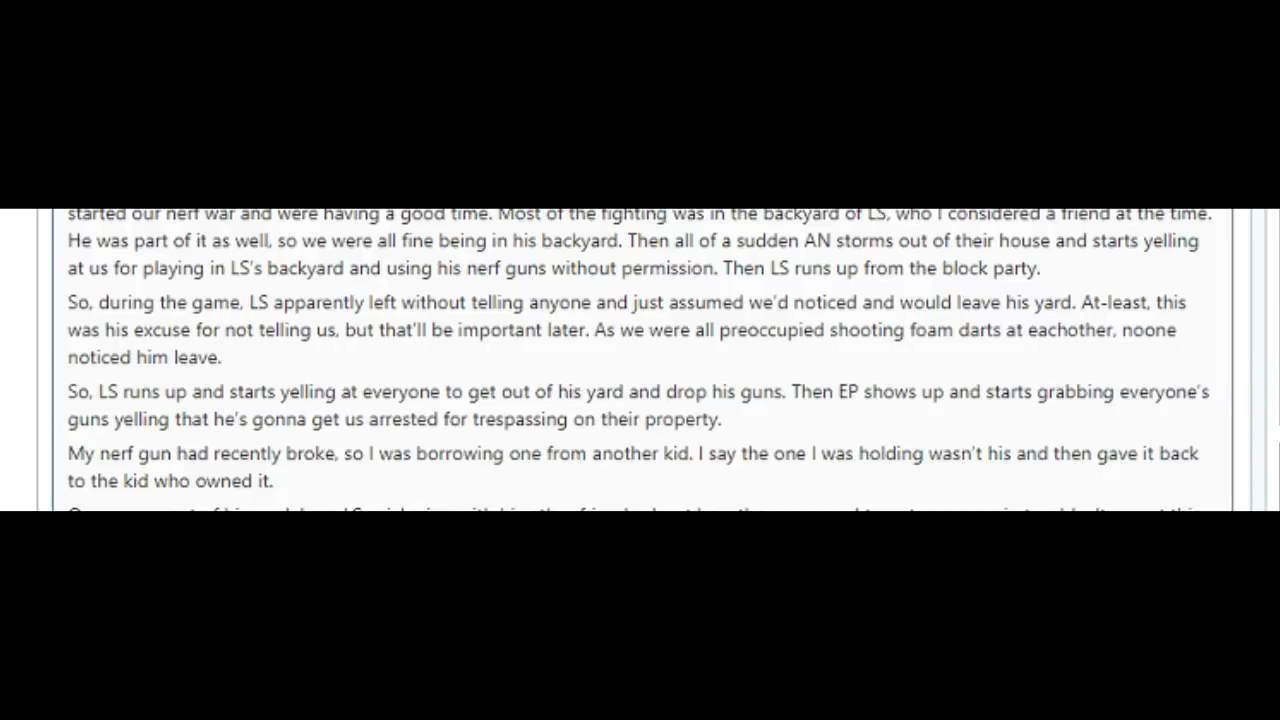 started our nerf war and were having a good time. Most of the fighting was in the backyard of LS, who I considered a friend at the time.
He was part of it as well, so we were all fine being in his backyard. Then all of a sudden AN storms out of their house and starts yelling
at us for playing in LS's backyard and using his nerf guns without permission. Then LS runs up from the block party.
So, during the game, LS apparently left without telling anyone and just assumed we'd noticed and would leave his yard. At-least, this
was his excuse for not telling us, but that'll be important later. As we were all preoccupied shooting foam darts at eachother, noone
noticed him leave.
So, LS runs up and starts yelling at everyone to get out of his yard and drop his guns. Then EP shows up and starts grabbing everyone's
guns yelling that he's gonna get us arrested for trespassing on their property.
My nerf gun had recently broke, so I was borrowing one from another kid. I say the one I was holding wasn't his and then gave it back
to the kid who owned it.